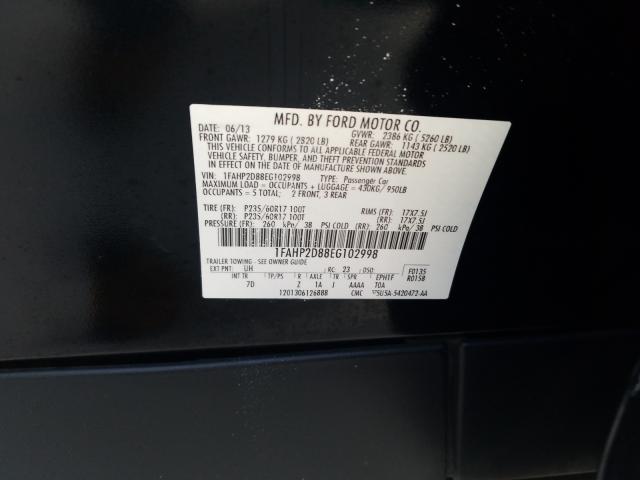 MFD. BY FORD MOTOR CO.
DATE: 06/13 GVWR: 2386 KG ( 5260 LB)
FRONT GAWR: 1279 KG ( 2820 LB) REAR GAWR: 1143 KG ( 2520 LB)
THIS VEHICLE CONFORMS TO ALL APPLICABLE FEDERAL MOTOR
VEHICLE SAFETY, BUMPER, AND THEFT PREVENTION STANDARDS
IN EFFECT ON THE DATE OF MANUFACTURE SHOWN ABOVE.
VIN: 1FAHP2D88EG102998 TYPE: Passenger Car
MAXIMUM LOAD = OCCUPANTS + LUGGAGE = 430KG/ 950LB
OCCUPANTS = 5 TOTAL: 2 FRONT, 3 REAR
TIRE (FR): P235/60R17 100T RIMS (FR): 17X7.5J
(RR): P235/60R17 100T (RR): 17X7.5J
PRESSURE (FR): 260 kPa/ 38 PSI COLD (RR) 260 kPa/ 38 PSI COLD
1FAHP2D88EG102998
TRAILER TOWING - SEE OWNER GUIDE
EXT PNT: UH RC: 23 DSO: F0135
INT TR TP/PS R AXLE TR SPR EPH1F R0158
7D Z 1A J AAAA T0A
1201306126888 CMC 5U5A-5420472-AA